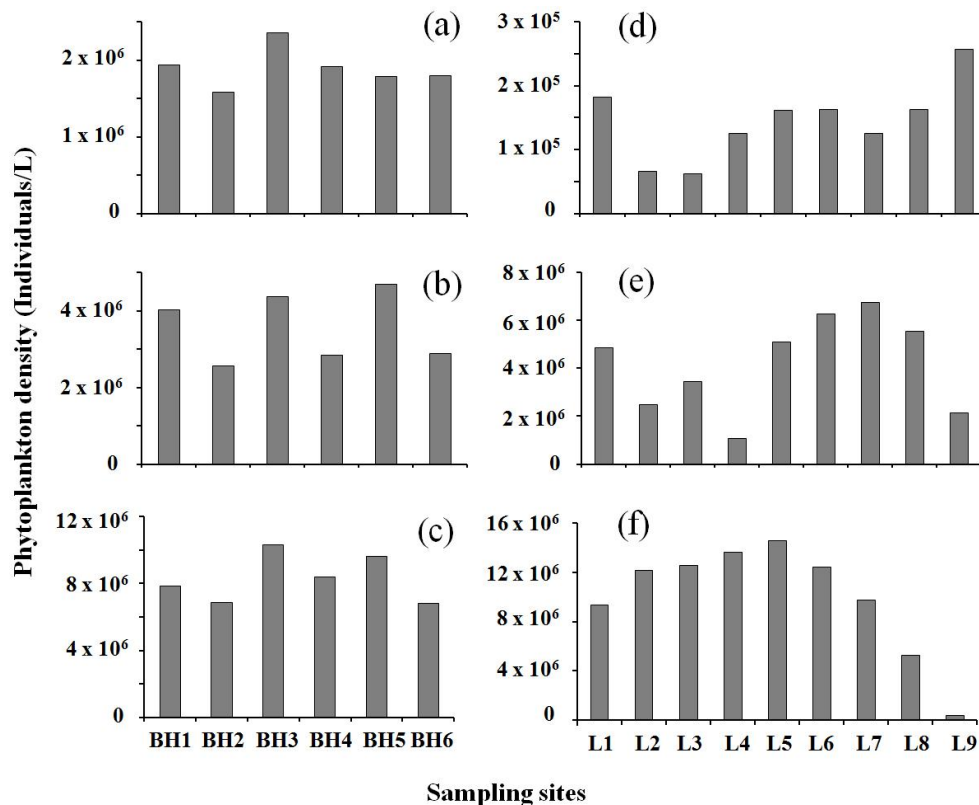 Phytoplankton density (Individuals/L)
(a)
2 x 10⁶
1 x 10⁶
0
(b)
4 x 10⁶
2 x 10⁶
0
(c)
12 x 10⁶
8 x 10⁶
4 x 10⁶
0
BH1 BH2 BH3 BH4 BH5 BH6
(d)
3 x 10⁵
2 x 10⁵
1 x 10⁵
0
(e)
8 x 10⁶
6 x 10⁶
4 x 10⁶
2 x 10⁶
0
(f)
16 x 10⁶
12 x 10⁶
8 x 10⁶
4 x 10⁶
0
L1 L2 L3 L4 L5 L6 L7 L8 L9
Sampling sites